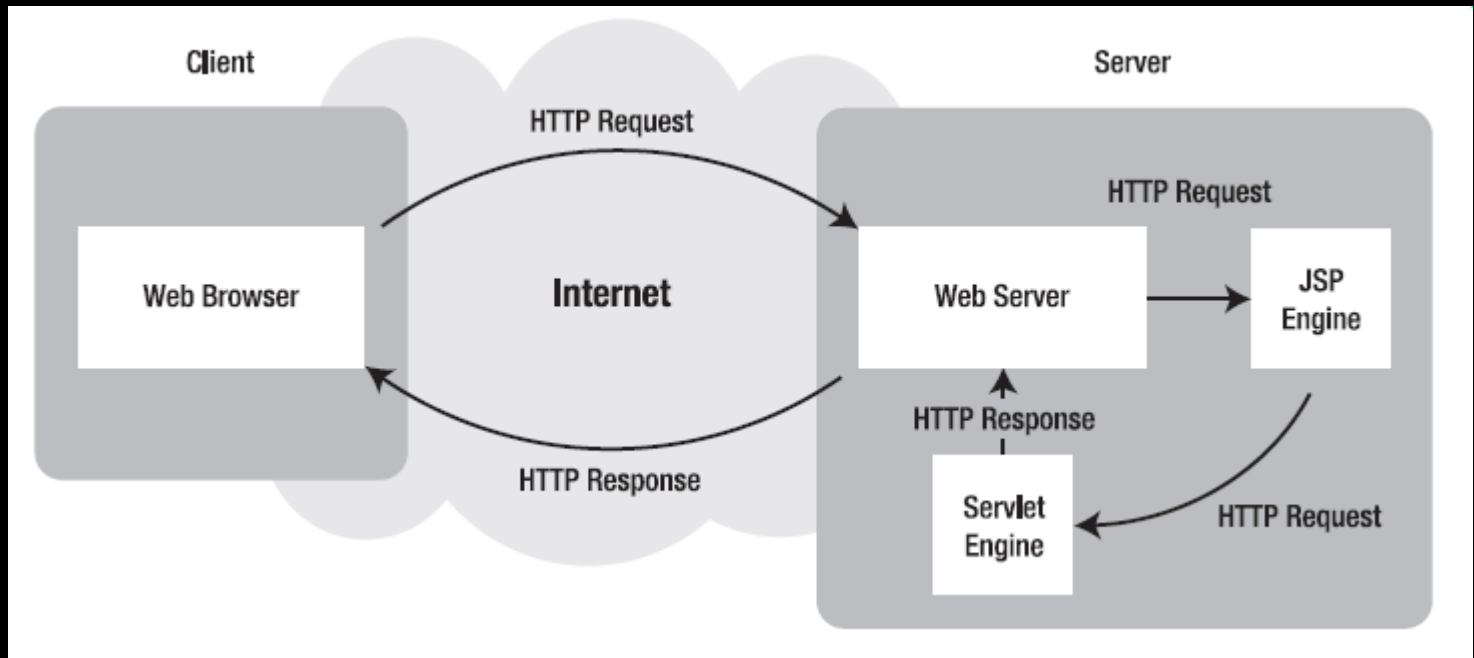 Client
Server
HTTP Request
HTTP Request
Web Browser
Internet
Web Server
JSP
Engine
HTTP Response
HTTP Response
Servlet
Engine
HTTP Request